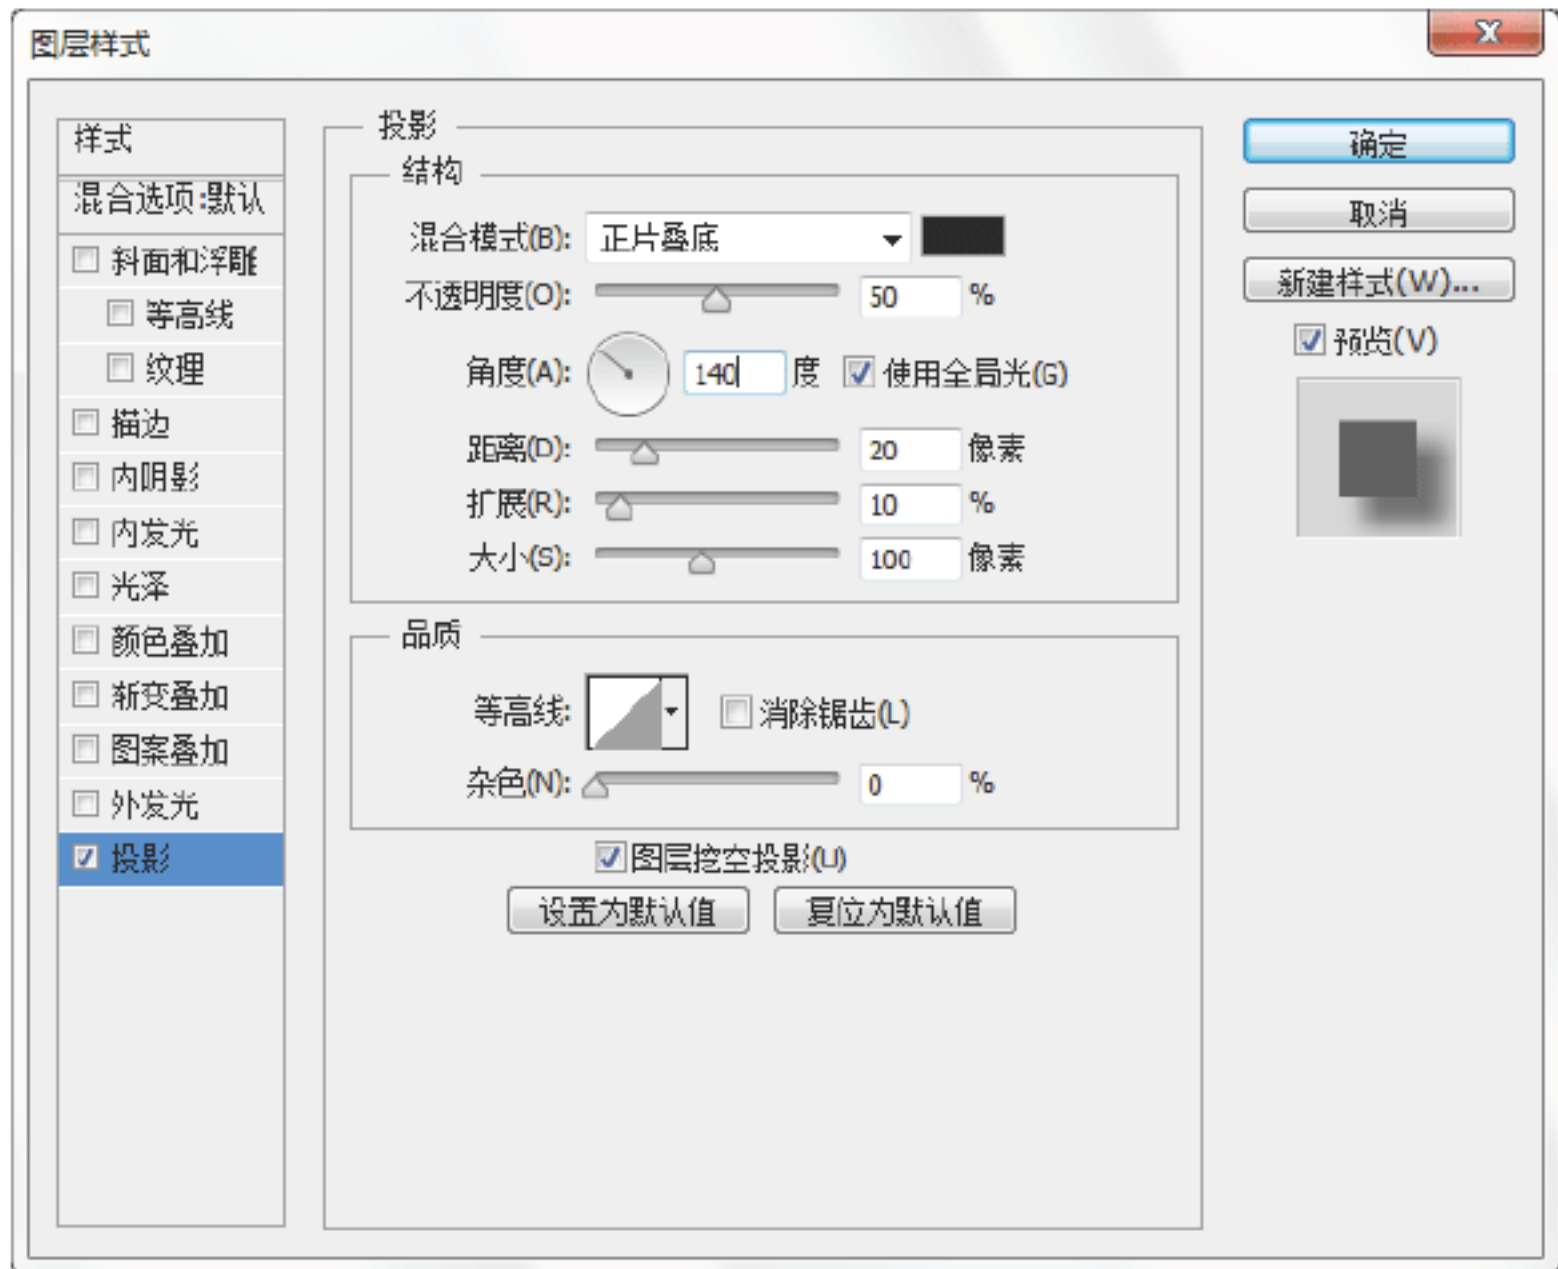 图层样式
样式
混合选项:默认
斜面和浮雕
等高线
纹理
描边
内阴影
内发光
光泽
颜色叠加
渐变叠加
图案叠加
外发光
投影
投影
结构
混合模式(B): 正片叠底
不透明度(O): 50 %
角度(A): 140 度 使用全局光(G)
距离(D): 20 像素
扩展(R): 10 %
大小(S): 100 像素
品质
等高线: 消除锯齿(L)
杂色(N): 0 %
图层挖空投影(U)
设置为默认值 复位为默认值
确定
取消
新建样式(W)...
预览(V)